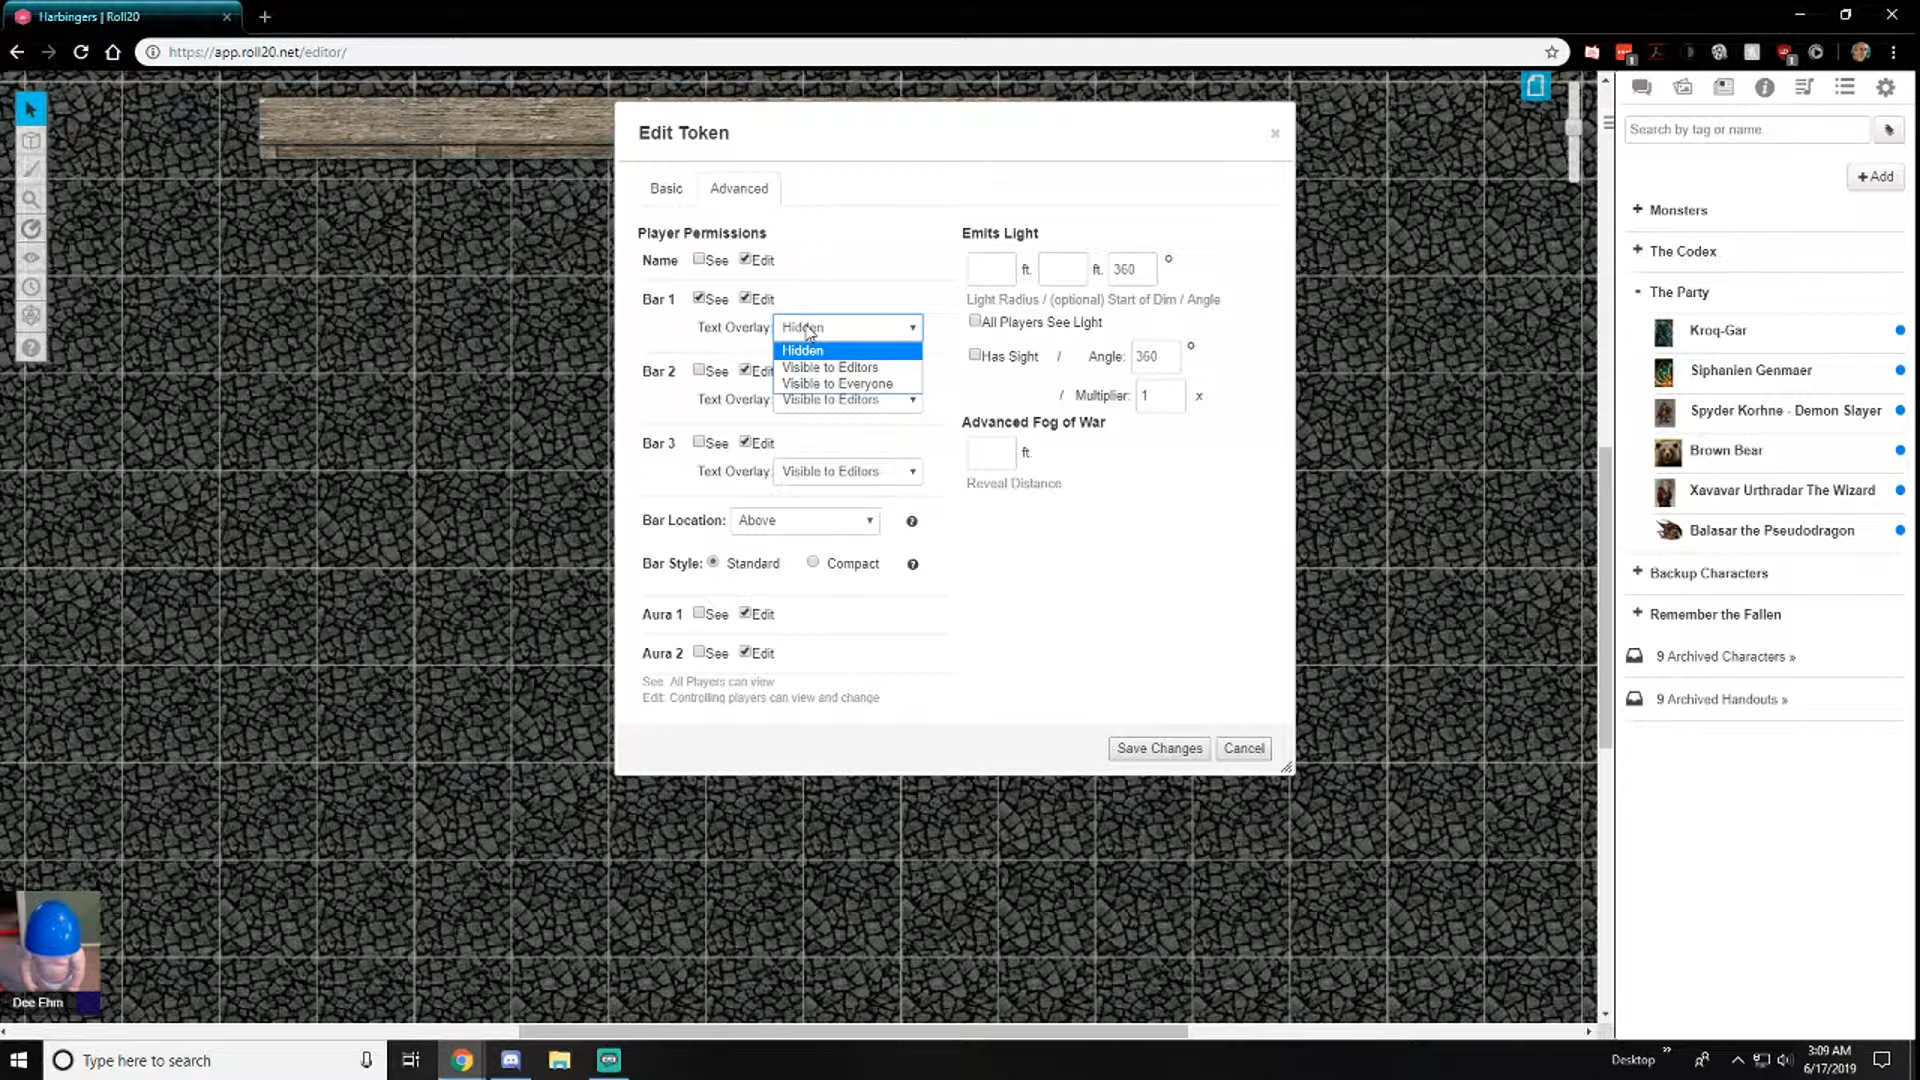 Harbingers | Roll20
https://app.roll20.net/editor/
Edit Token
Basic
Advanced
Player Permissions
Name See Edit
Bar 1 See Edit
Text Overlay: Hidden
Hidden
Visible to Editors
Visible to Everyone
Bar 2 See Edit
Text Overlay: Visible to Editors
Bar 3 See Edit
Text Overlay: Visible to Editors
Bar Location: Above
Bar Style: Standard Compact
Aura 1 See Edit
Aura 2 See Edit
See: All Players can view
Edit: Controlling players can view and change
Emits Light
ft. ft. 360 °
Light Radius / (optional) Start of Dim / Angle
All Players See Light
Has Sight / Angle: 360 °
/ Multiplier: 1 x
Advanced Fog of War
ft.
Reveal Distance
Save Changes
Cancel
Search by tag or name...
+ Add
Monsters
The Codex
The Party
Kroq-Gar
Siphanien Genmaer
Spyder Korhne - Demon Slayer
Brown Bear
Xavavar Urthradar The Wizard
Balasar the Pseudodragon
Backup Characters
Remember the Fallen
9 Archived Characters »
9 Archived Handouts »
Dee Ehm
Type here to search
Desktop »
3:09 AM
6/17/2019